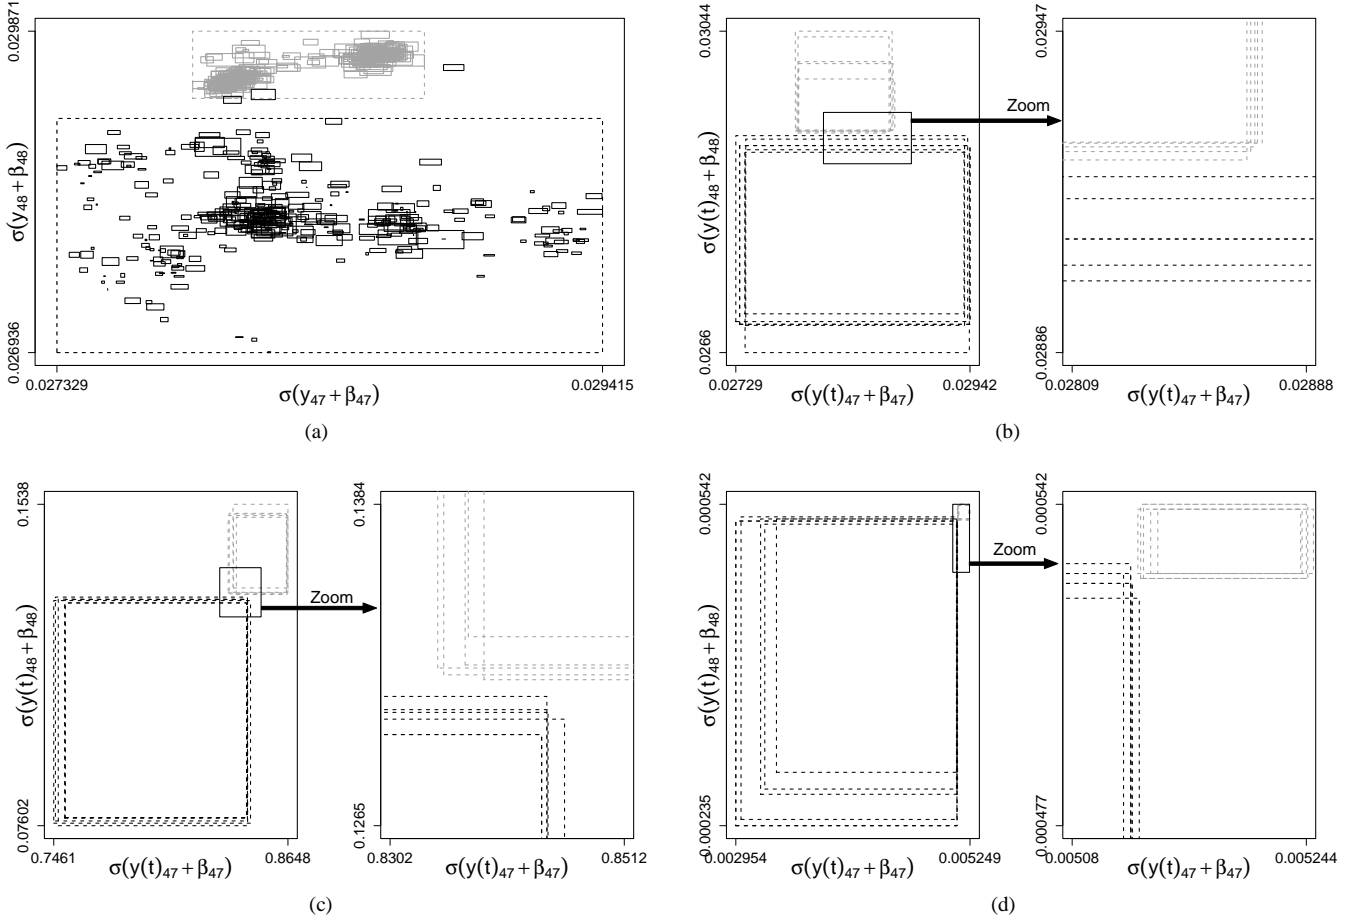 0.029871
σ(y48 + β48)
0.026936
0.027329
0.029415
σ(y47 + β47)
(a)
0.03044
σ(y(t)48 + β48)
0.0266
0.02729
0.02942
σ(y(t)47 + β47)
Zoom
0.02947
0.02886
0.02809
0.02888
σ(y(t)47 + β47)
(b)
0.1538
σ(y(t)48 + β48)
0.07602
0.7461
0.8648
σ(y(t)47 + β47)
Zoom
0.1384
0.1265
0.8302
0.8512
σ(y(t)47 + β47)
(c)
0.000542
σ(y(t)48 + β48)
0.000235
0.002954
0.005249
σ(y(t)47 + β47)
Zoom
0.000542
0.000477
0.00508
0.005244
σ(y(t)47 + β47)
(d)